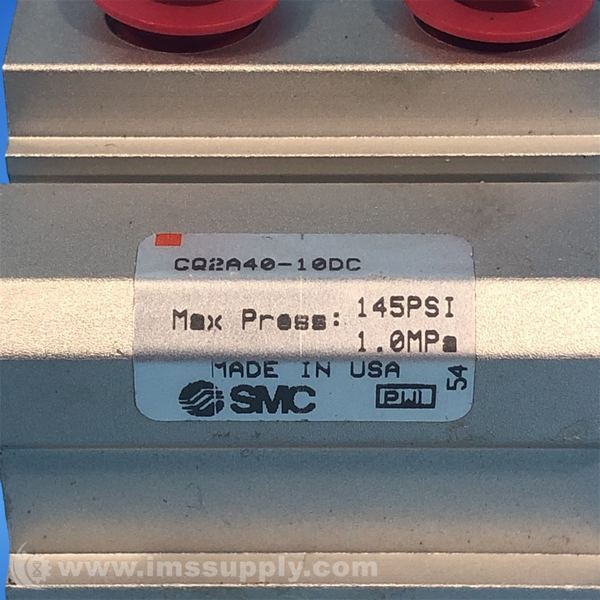 CQ2A40-10DC
Max Press: 145PSI
1.0MPa
MADE IN USA
SMC PWI 54
www.imssupply.com